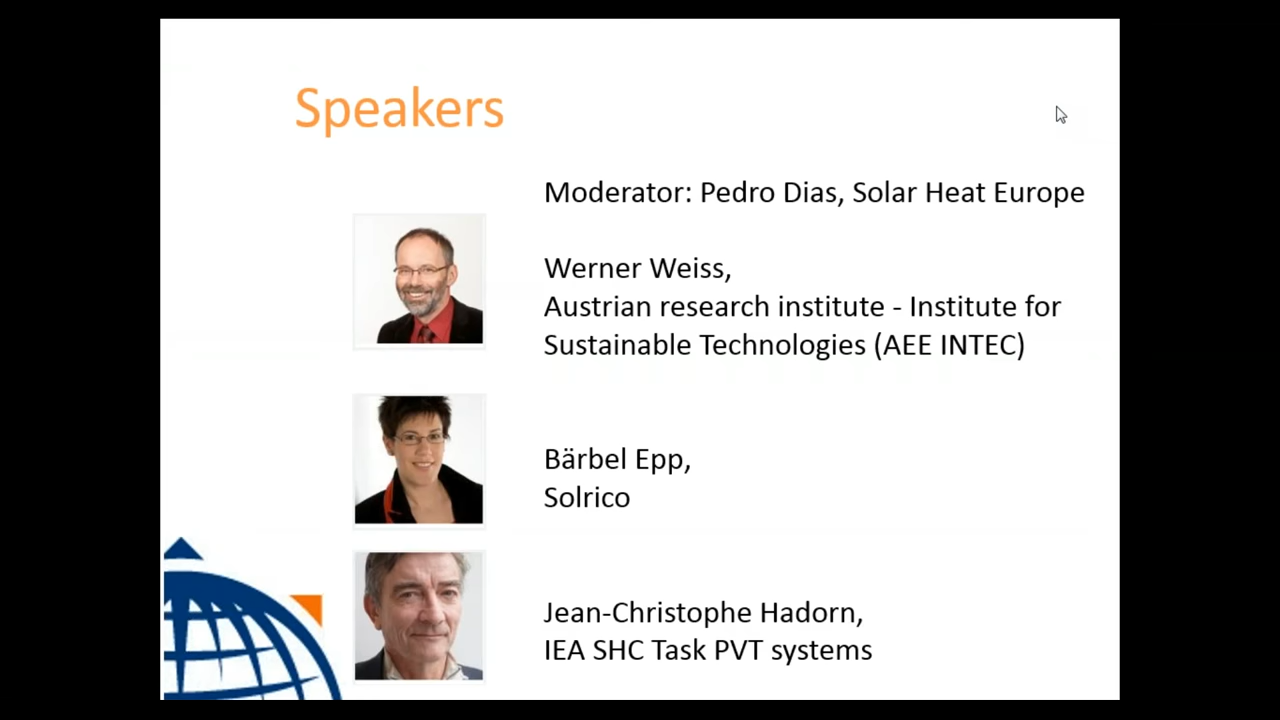 Speakers
Moderator: Pedro Dias, Solar Heat Europe
Werner Weiss,
Austrian research institute - Institute for
Sustainable Technologies (AEE INTEC)
Bärbel Epp,
Solrico
Jean-Christophe Hadorn,
IEA SHC Task PVT systems